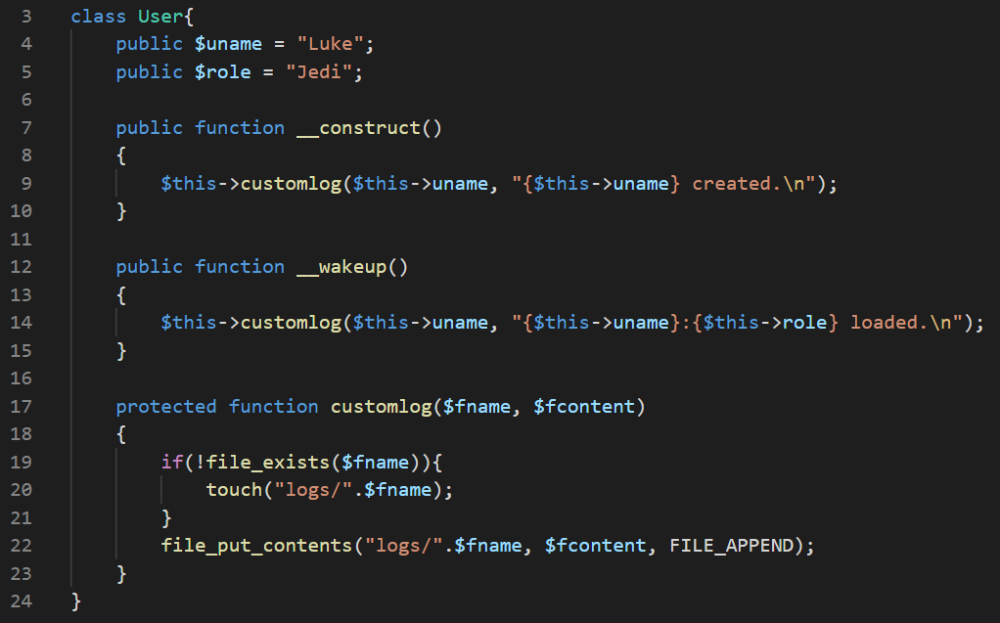 3 class User{
4     public $uname = "Luke";
5     public $role = "Jedi";
6
7     public function __construct()
8     {
9         $this->customlog($this->uname, "{$this->uname} created.\n");
10     }
11
12     public function __wakeup()
13     {
14         $this->customlog($this->uname, "{$this->uname}:{$this->role} loaded.\n");
15     }
16
17     protected function customlog($fname, $fcontent)
18     {
19         if(!file_exists($fname)){
20             touch("logs/".$fname);
21         }
22         file_put_contents("logs/".$fname, $fcontent, FILE_APPEND);
23     }
24 }